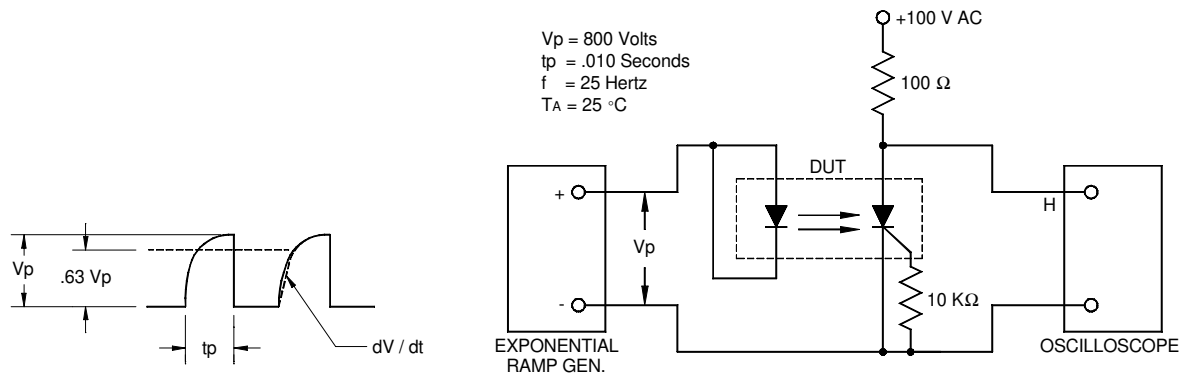 Vp = 800 Volts
tp = .010 Seconds
f = 25 Hertz
TA = 25 °C
+100 V AC
100 Ω
DUT
+
H
Vp
-
10 KΩ
EXPONENTIAL
RAMP GEN.
OSCILLOSCOPE
Vp
.63 Vp
tp
dV / dt